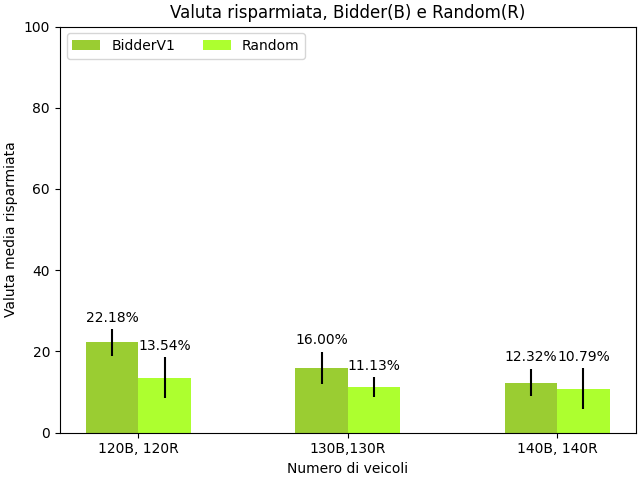 Valuta risparmiata, Bidder(B) e Random(R)
BidderV1 Random
Valuta media risparmiata
100
80
60
40
20
0
22.18% 13.54% 16.00% 11.13% 12.32% 10.79%
120B, 120R 130B,130R 140B, 140R
Numero di veicoli